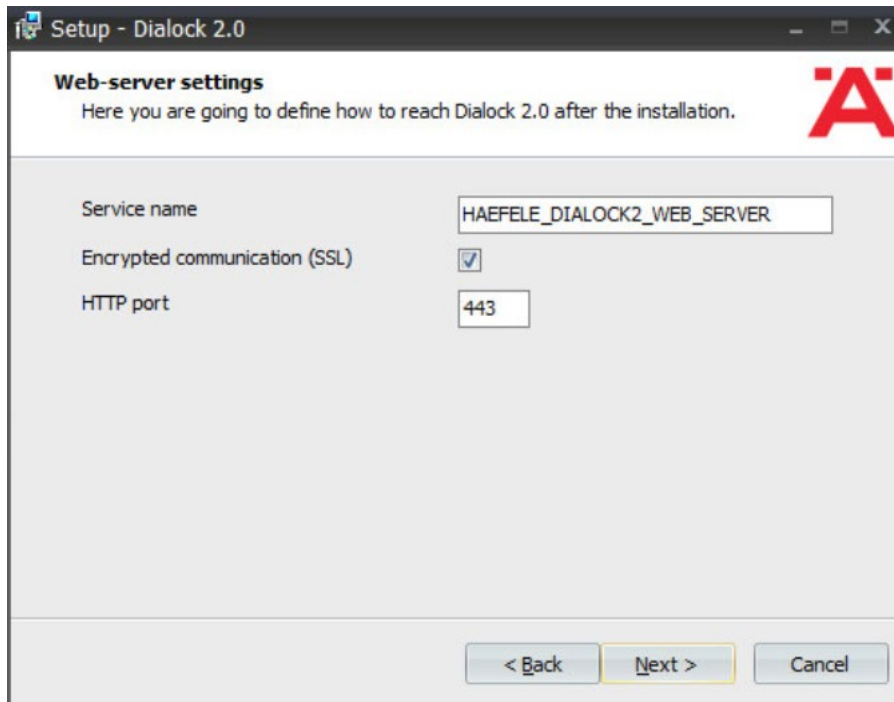 Setup - Dialock 2.0
Web-server settings
Here you are going to define how to reach Dialock 2.0 after the installation.
Service name
HAEFELE_DIALOCK2_WEB_SERVER
Encrypted communication (SSL)
HTTP port
443
< Back
Next >
Cancel